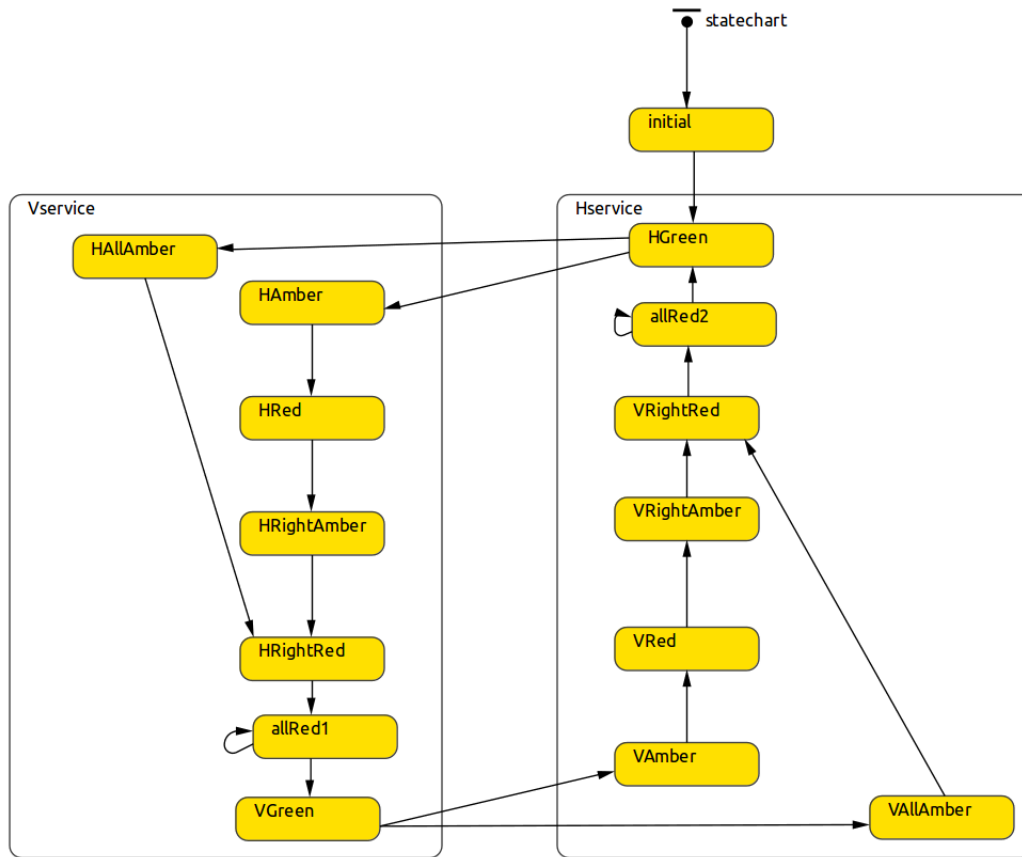 statechart
initial
Vservice
HAllAmber
HAmber
HRed
HRightAmber
HRightRed
allRed1
VGreen
Hservice
HGreen
allRed2
VRightRed
VRightAmber
VRed
VAmber
VAllAmber